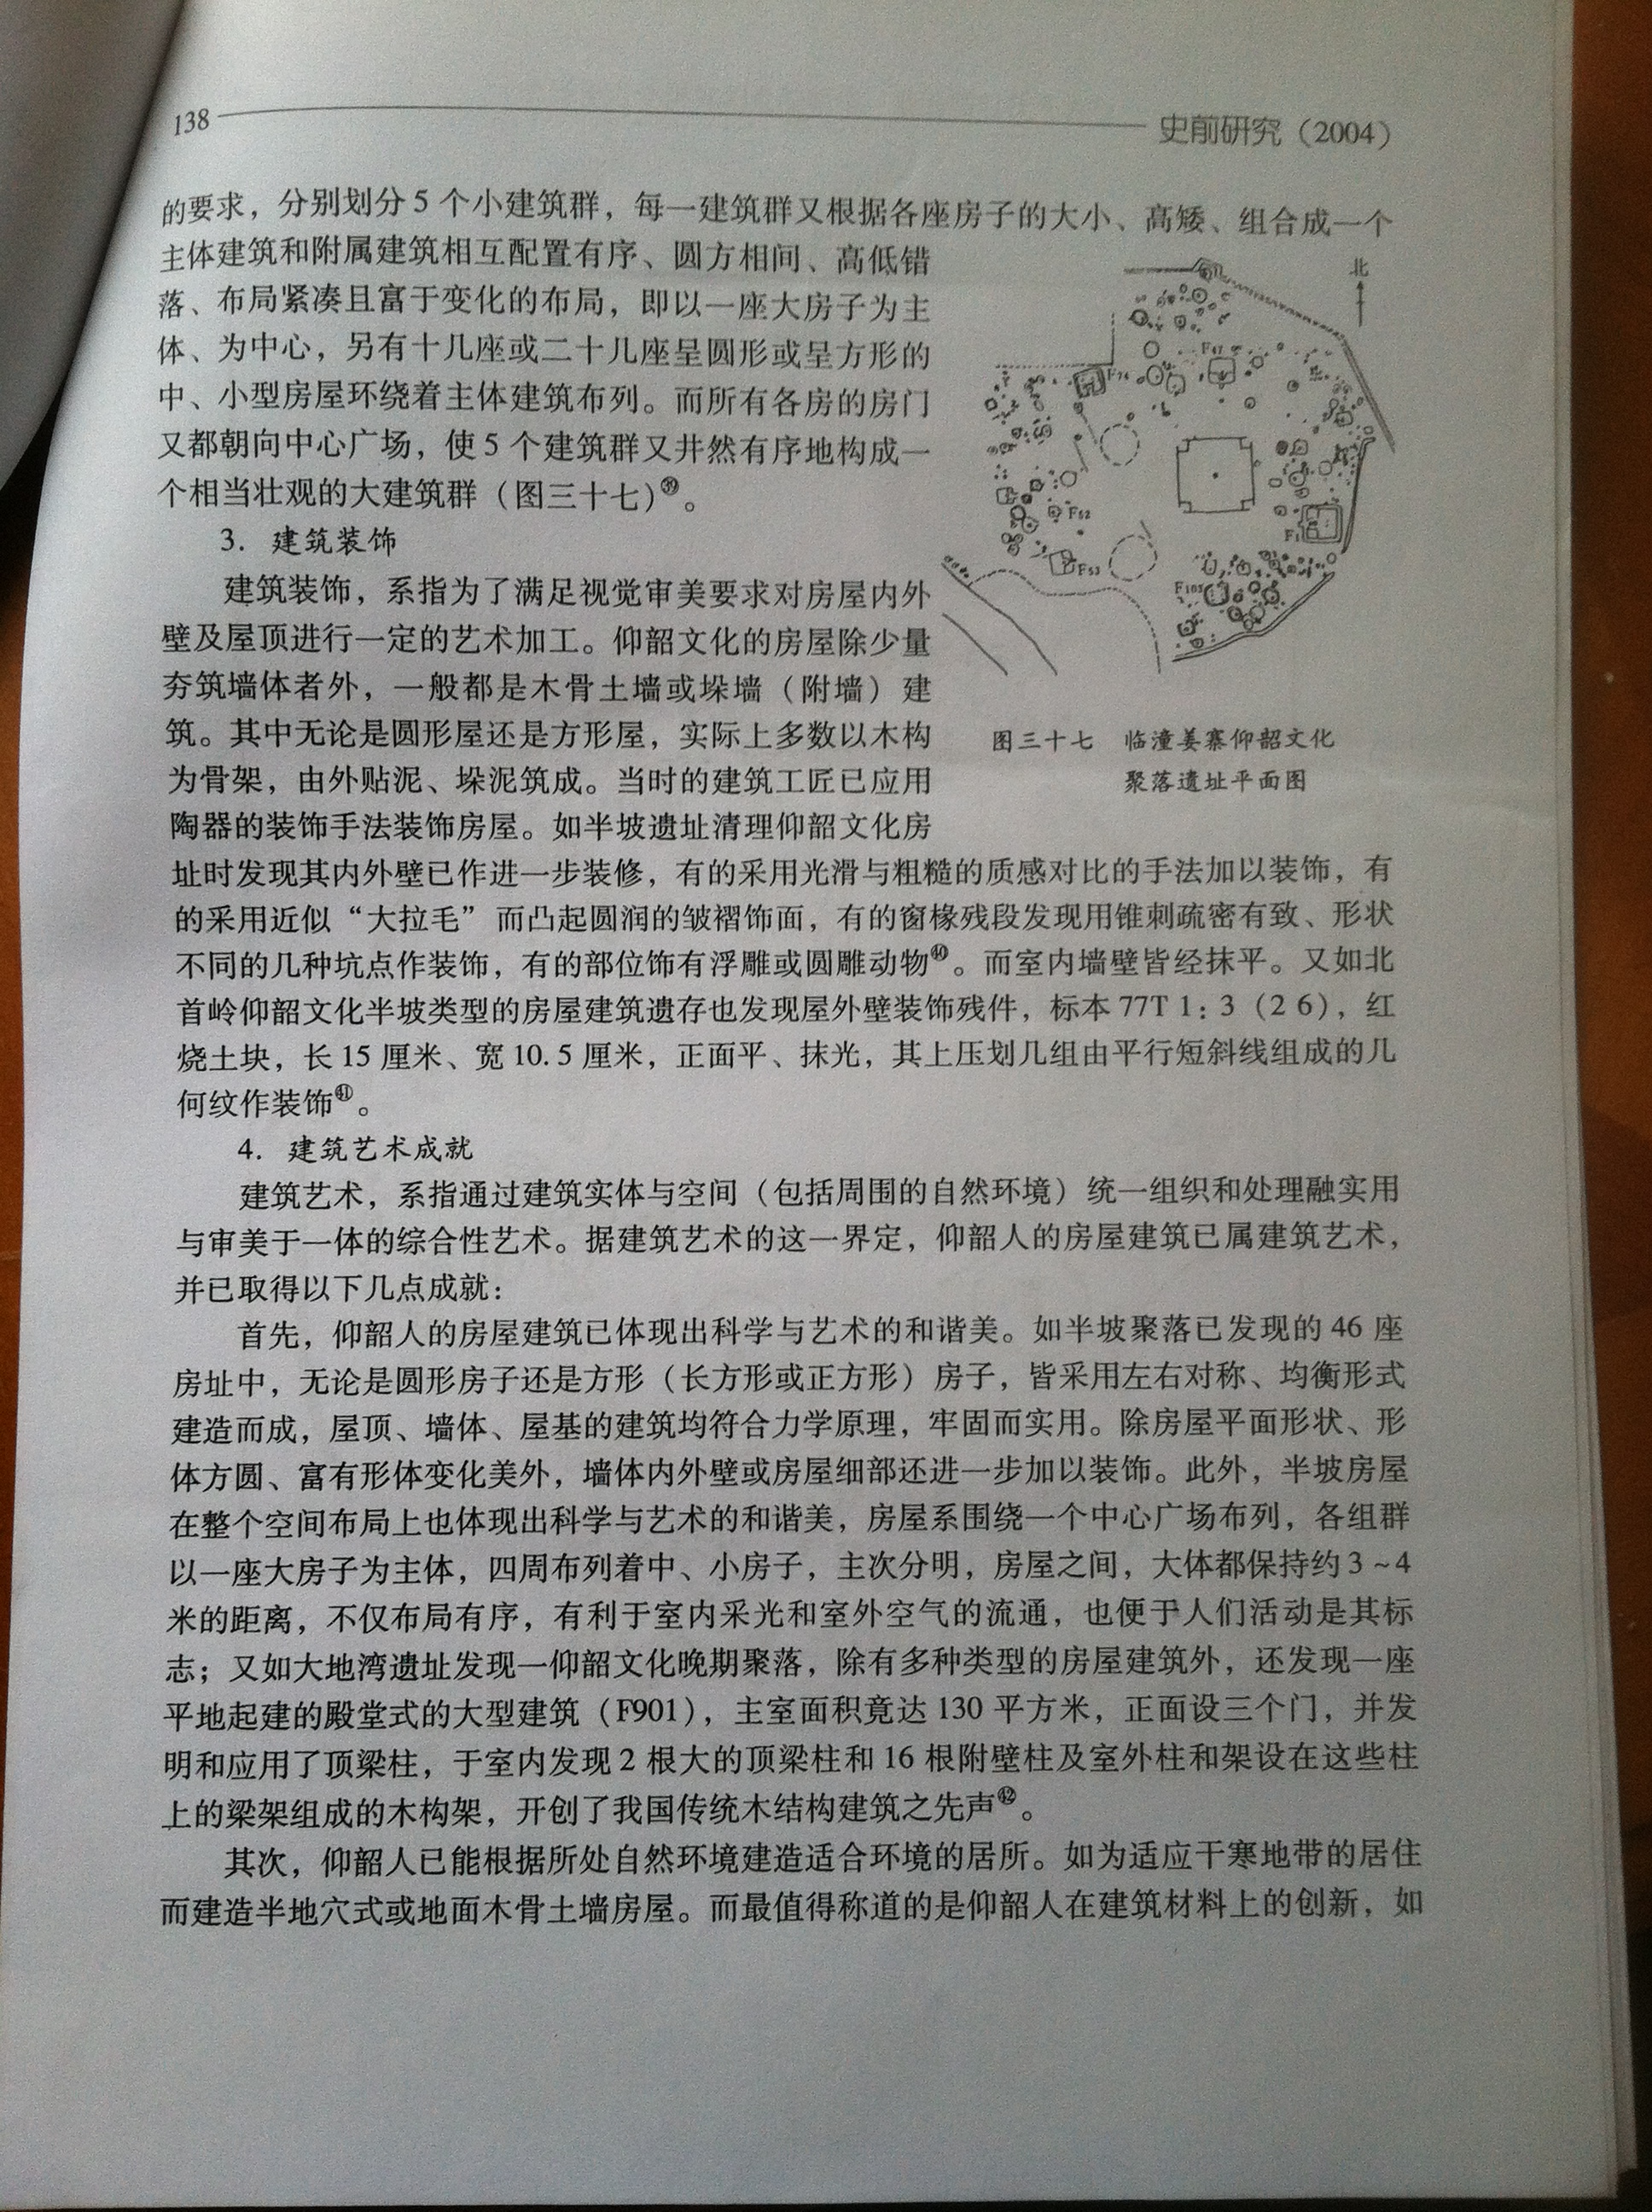 138
史前研究（2004）
的要求，分别划分5个小建筑群，每一建筑群又根据各座房子的大小、高矮、组合成一个
主体建筑和附属建筑相互配置有序、圆方相间、高低错
落、布局紧凑且富于变化的布局，即以一座大房子为主
体、为中心，另有十几座或二十几座呈圆形或呈方形的
中、小型房屋环绕着主体建筑布列。而所有各房的房门
又都朝向中心广场，使5个建筑群又井然有序地构成一
个相当壮观的大建筑群（图三十七）㊴。
北
F74
F47
F62
F53
F1
F103
图三十七　临潼姜寨仰韶文化
聚落遗址平面图
3. 建筑装饰
建筑装饰，系指为了满足视觉审美要求对房屋内外
壁及屋顶进行一定的艺术加工。仰韶文化的房屋除少量
夯筑墙体者外，一般都是木骨土墙或垛墙（附墙）建
筑。其中无论是圆形屋还是方形屋，实际上多数以木构
为骨架，由外贴泥、垛泥筑成。当时的建筑工匠已应用
陶器的装饰手法装饰房屋。如半坡遗址清理仰韶文化房
址时发现其内外壁已作进一步装修，有的采用光滑与粗糙的质感对比的手法加以装饰，有
的采用近似“大拉毛”而凸起圆润的皱褶饰面，有的窗椽残段发现用锥刺疏密有致、形状
不同的几种坑点作装饰，有的部位饰有浮雕或圆雕动物㊵。而室内墙壁皆经抹平。又如北
首岭仰韶文化半坡类型的房屋建筑遗存也发现屋外壁装饰残件，标本77T 1: 3（2 6），红
烧土块，长15厘米、宽10.5厘米，正面平、抹光，其上压划几组由平行短斜线组成的几
何纹作装饰㊶。
4. 建筑艺术成就
建筑艺术，系指通过建筑实体与空间（包括周围的自然环境）统一组织和处理融实用
与审美于一体的综合性艺术。据建筑艺术的这一界定，仰韶人的房屋建筑已属建筑艺术，
并已取得以下几点成就：
首先，仰韶人的房屋建筑已体现出科学与艺术的和谐美。如半坡聚落已发现的46座
房址中，无论是圆形房子还是方形（长方形或正方形）房子，皆采用左右对称、均衡形式
建造而成，屋顶、墙体、屋基的建筑均符合力学原理，牢固而实用。除房屋平面形状、形
体方圆、富有形体变化美外，墙体内外壁或房屋细部还进一步加以装饰。此外，半坡房屋
在整个空间布局上也体现出科学与艺术的和谐美，房屋系围绕一个中心广场布列，各组群
以一座大房子为主体，四周布列着中、小房子，主次分明，房屋之间，大体都保持约3~4
米的距离，不仅布局有序，有利于室内采光和室外空气的流通，也便于人们活动是其标
志；又如大地湾遗址发现一仰韶文化晚期聚落，除有多种类型的房屋建筑外，还发现一座
平地起建的殿堂式的大型建筑（F901），主室面积竟达130平方米，正面设三个门，并发
明和应用了顶梁柱，于室内发现2根大的顶梁柱和16根附壁柱及室外柱和架设在这些柱
上的梁架组成的木构架，开创了我国传统木结构建筑之先声㊷。
其次，仰韶人已能根据所处自然环境建造适合环境的居所。如为适应干寒地带的居住
而建造半地穴式或地面木骨土墙房屋。而最值得称道的是仰韶人在建筑材料上的创新，如